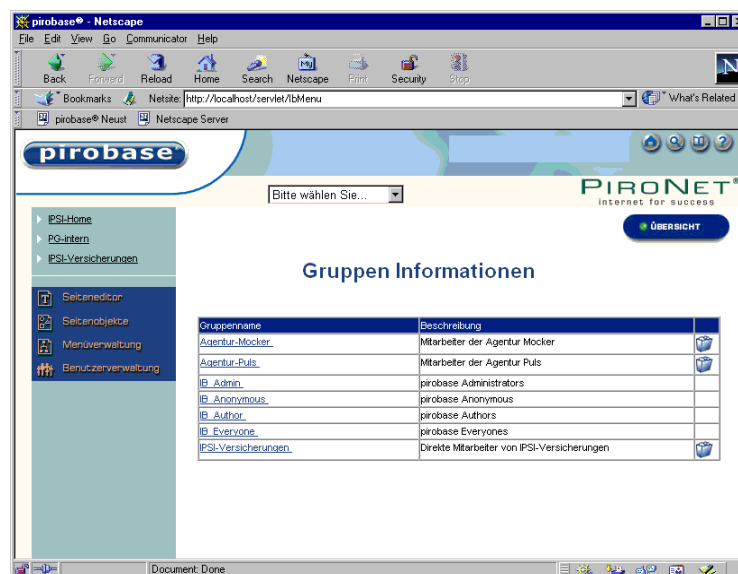 pirobase® - Netscape
File Edit View Go Communicator Help
Back Forward Reload Home Search Netscape Print Security Stop
Bookmarks Netsite: http://localhost/servlet/IbMenu What's Related
pirobase® Neust Netscape Server
pirobase®
Bitte wählen Sie...
PIRONET®
internet for success
ÜBERSICHT
IPSI-Home
PG-intern
IPSI-Versicherungen
Gruppen Informationen
Seiteneditor
Seitenobjekte
Menüverwaltung
Benutzerverwaltung
Gruppenname Beschreibung
Agentur-Mocker Mitarbeiter der Agentur Mocker
Agentur-Puls Mitarbeiter der Agentur Puls
IB_Admin pirobase Administrators
IB_Anonymous pirobase Anonymous
IB_Author pirobase Authors
IB_Everyone pirobase Everyones
IPSI-Versicherungen Direkte Mitarbeiter von IPSI-Versicherungen
Document: Done